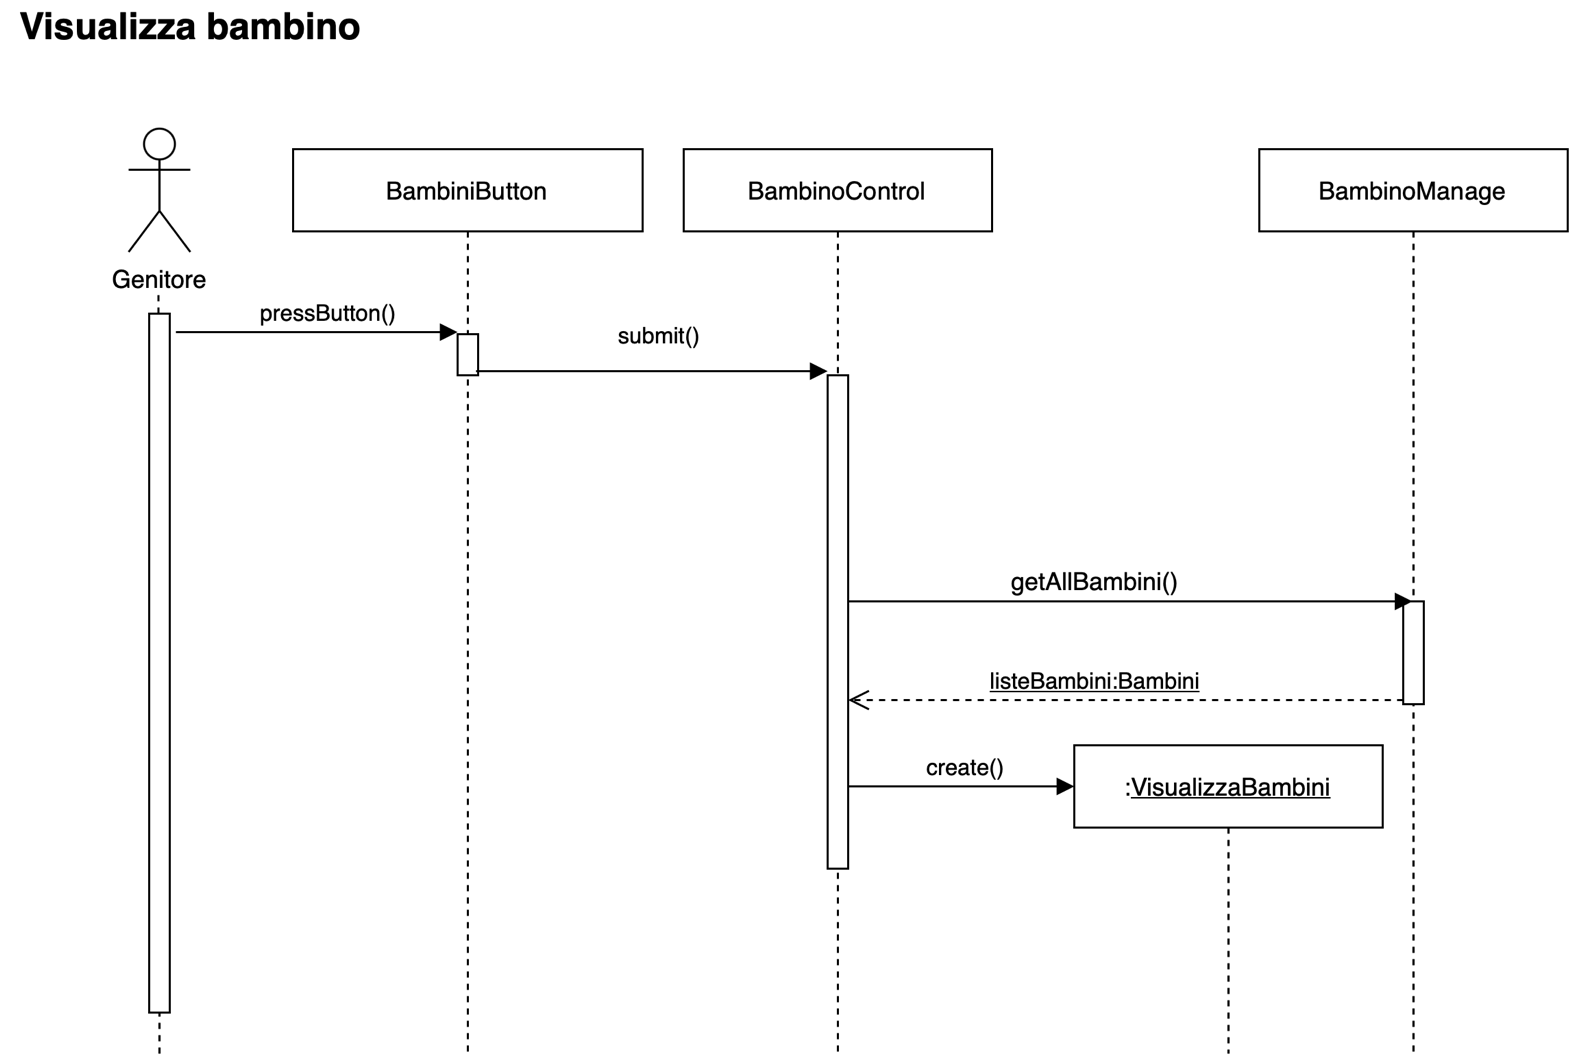 Visualizza bambino
BambiniButton
BambinoControl
BambinoManage
Genitore
pressButton()
submit()
getAllBambini()
listeBambini:Bambini
create()
:VisualizzaBambini